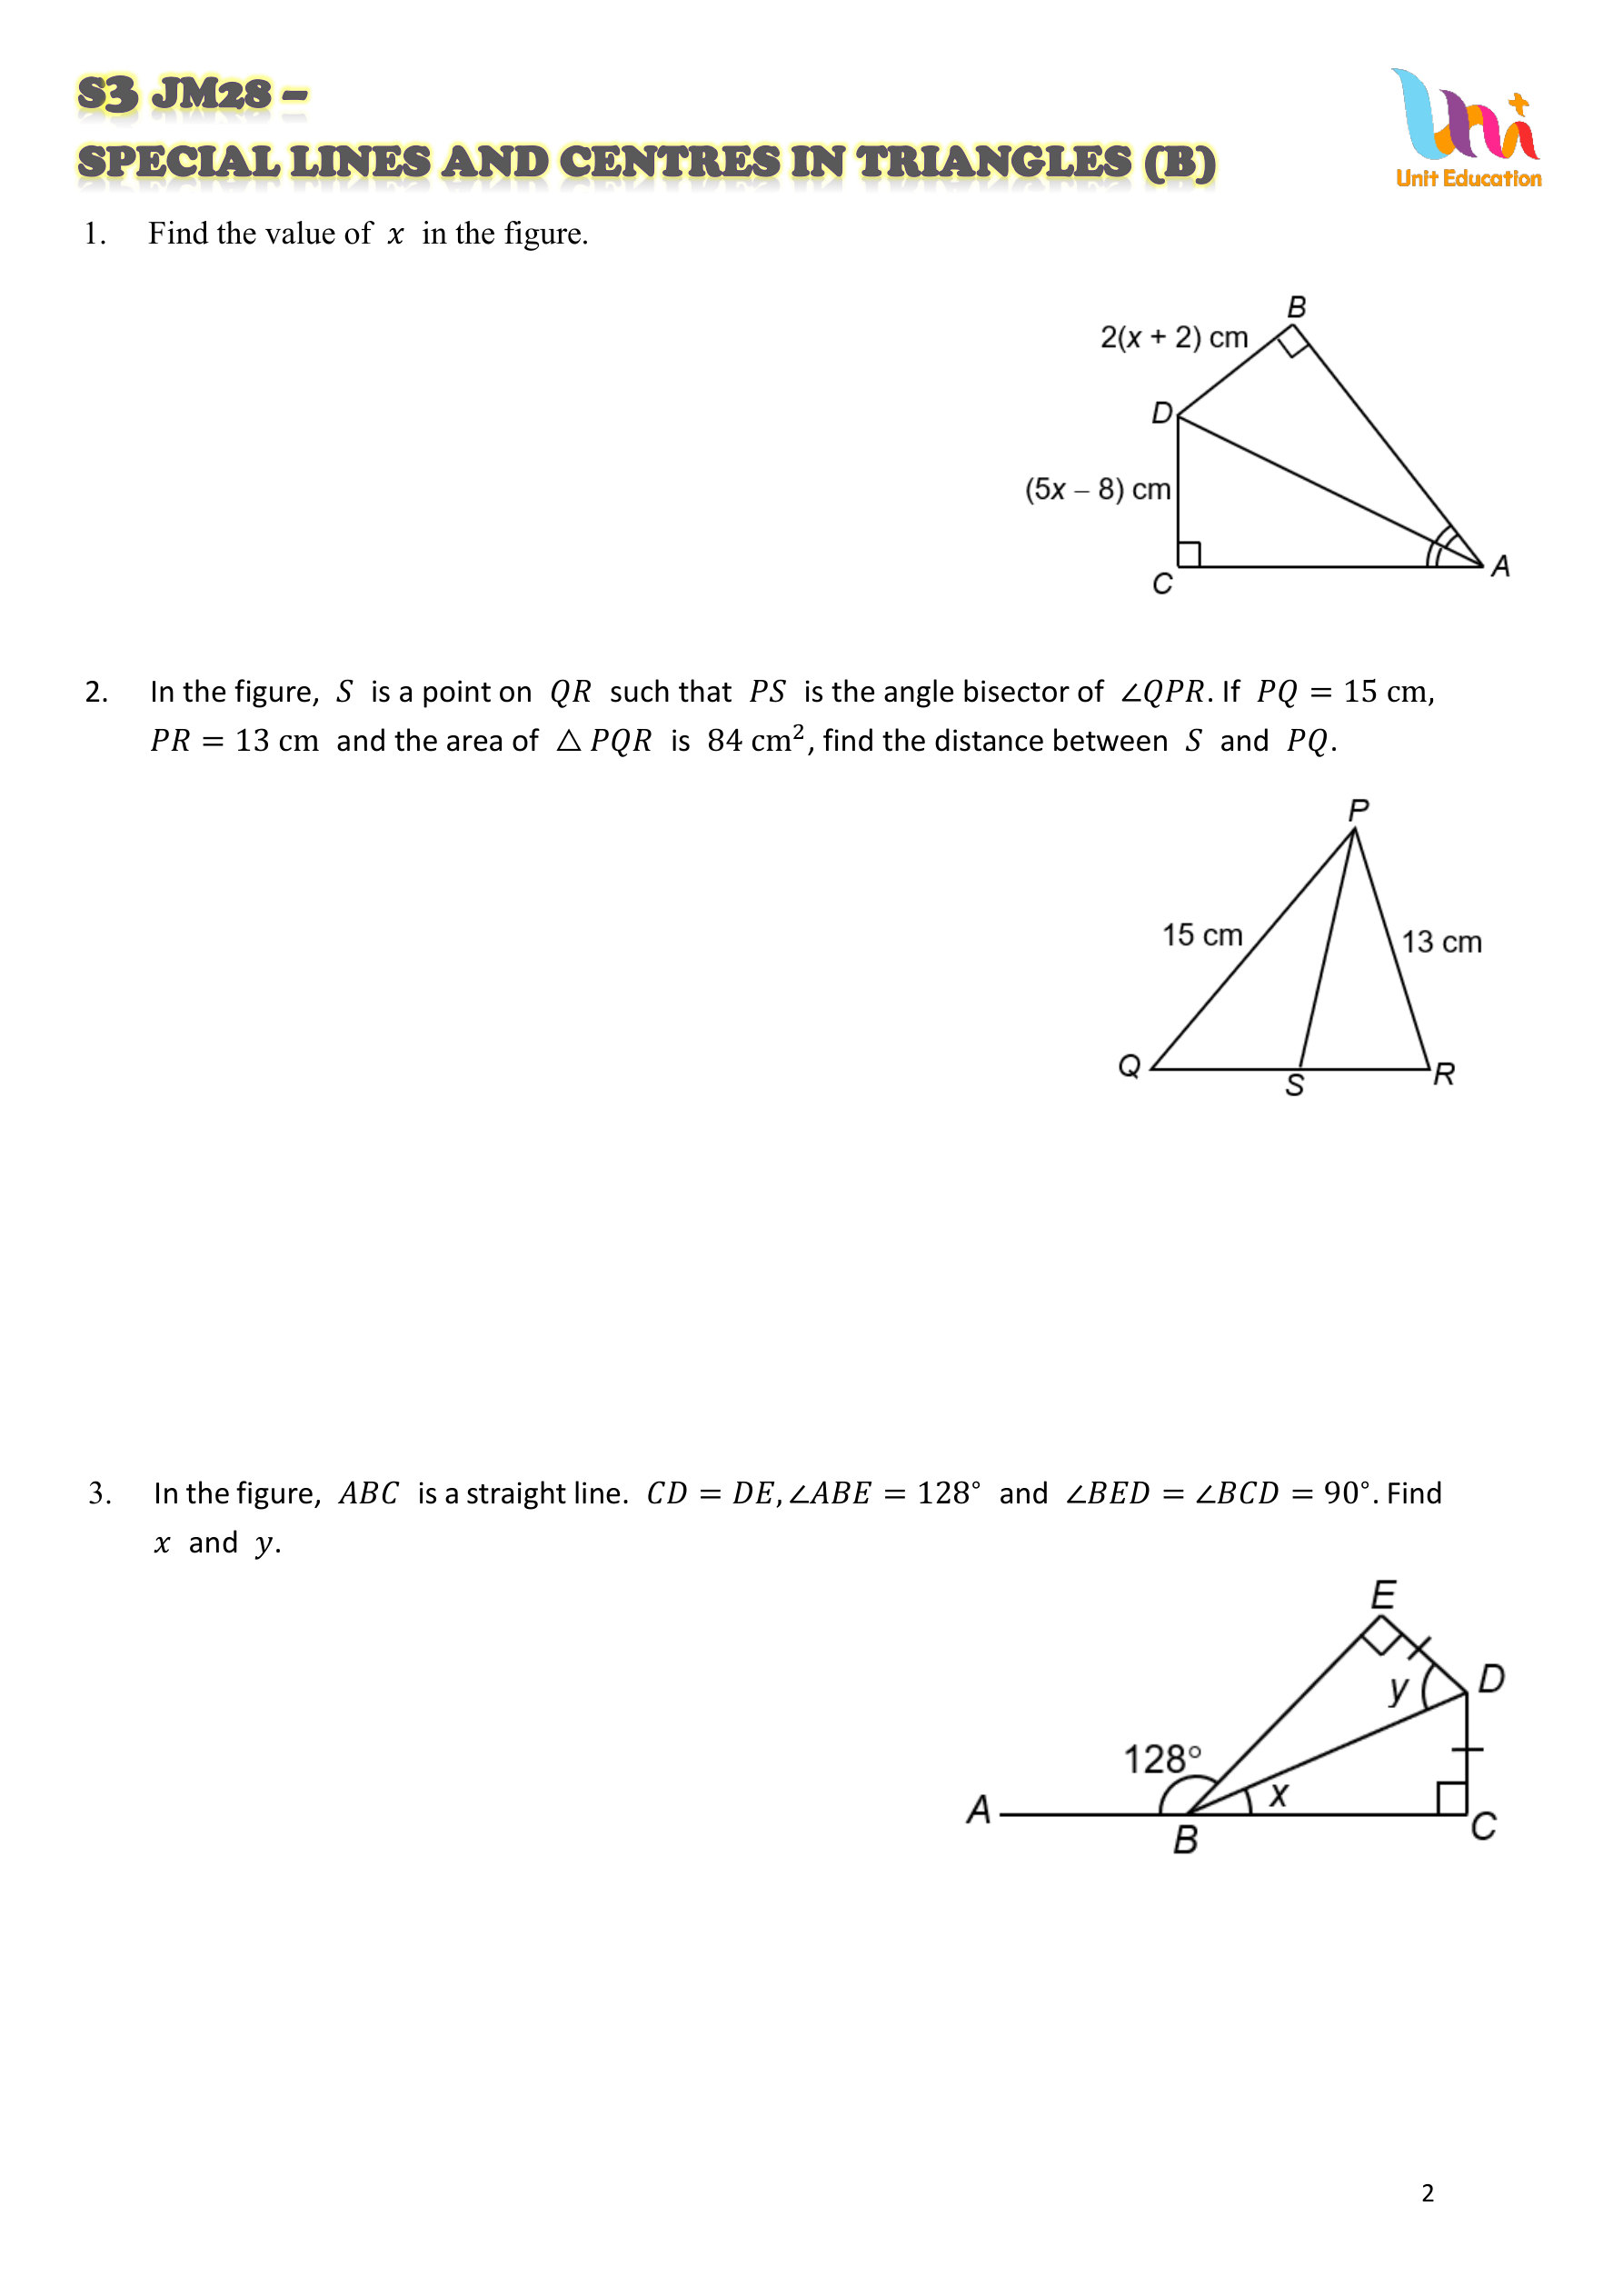 S3 JM28 –
SPECIAL LINES AND CENTRES IN TRIANGLES (B)
Uni+
Unit Education
1. Find the value of x in the figure.
B
2(x + 2) cm
D
(5x – 8) cm
C
A
2. In the figure, S is a point on QR such that PS is the angle bisector of ∠QPR. If PQ = 15 cm,
PR = 13 cm and the area of △PQR is 84 cm², find the distance between S and PQ.
P
15 cm
13 cm
Q
S
R
3. In the figure, ABC is a straight line. CD = DE, ∠ABE = 128° and ∠BED = ∠BCD = 90°. Find
x and y.
E
D
y
128°
x
A
B
C
2